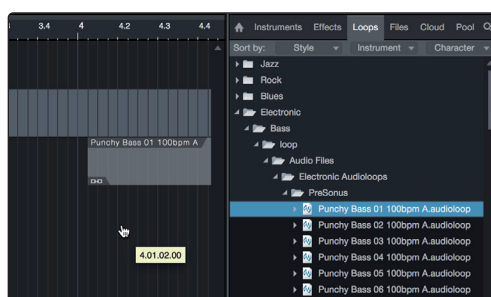 3.4 4 4.2 4.3 4.4
Punchy Bass 01 100bpm A
4.01.02.00
Instruments Effects Loops Files Cloud Pool
Sort by: Style Instrument Character
Jazz
Rock
Blues
Electronic
Bass
loop
Audio Files
Electronic Audioloops
PreSonus
Punchy Bass 01 100bpm A.audioloop
Punchy Bass 02 100bpm A.audioloop
Punchy Bass 03 100bpm A.audioloop
Punchy Bass 04 100bpm A.audioloop
Punchy Bass 05 100bpm A.audioloop
Punchy Bass 06 100bpm A.audioloop